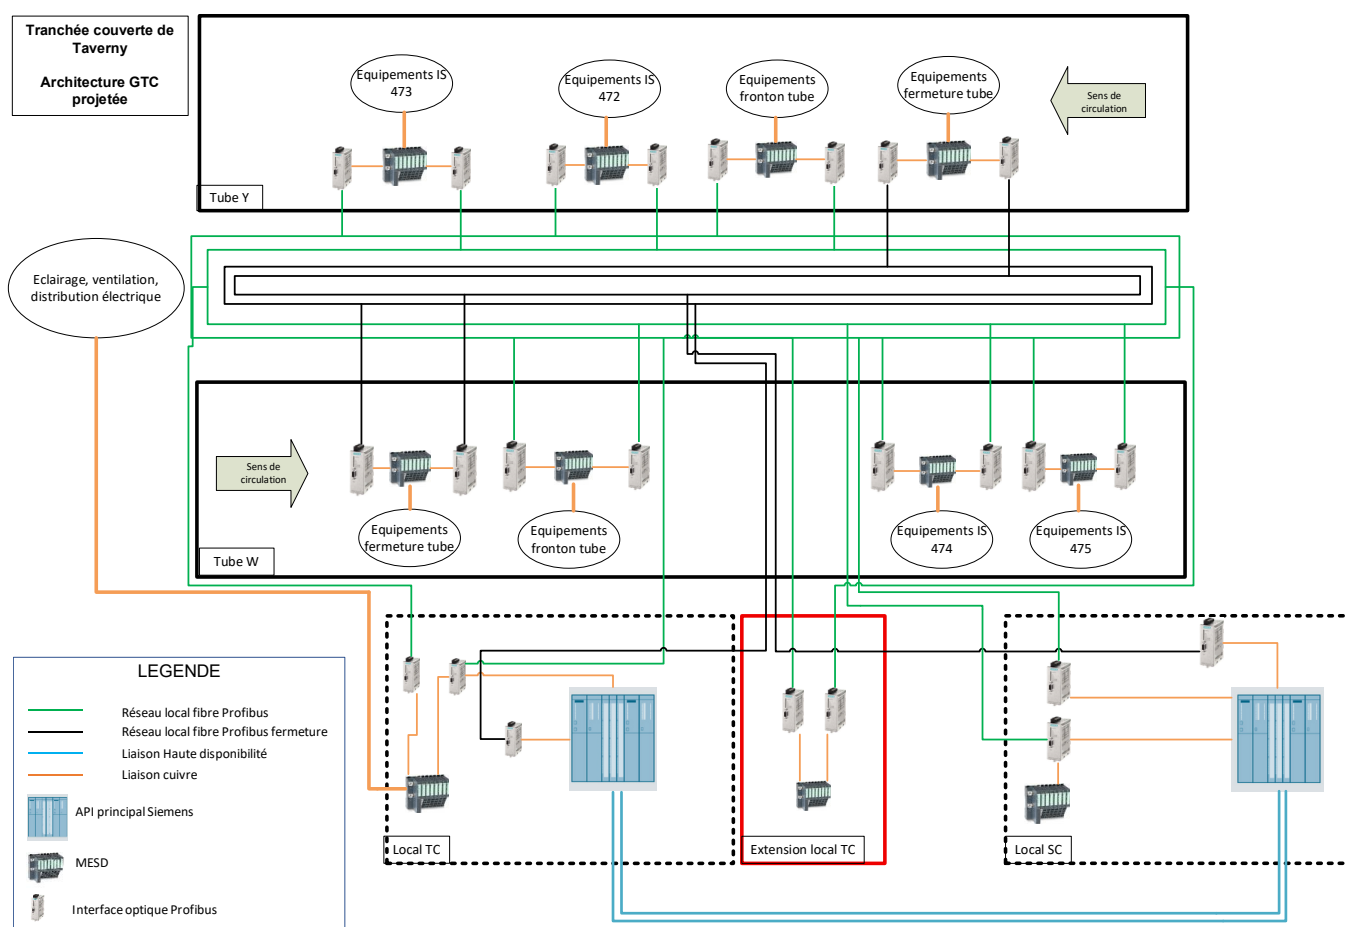 Tranchée couverte de
Taverny
Architecture GTC
projetée
Equipements IS
473
Equipements IS
472
Equipements
fronton tube
Equipements
fermeture tube
Sens de
circulation
Tube Y
Eclairage, ventilation,
distribution électrique
Sens de
circulation
Equipements
fermeture tube
Equipements
fronton tube
Equipements IS
474
Equipements IS
475
Tube W
LEGENDE
Réseau local fibre Profibus
Réseau local fibre Profibus fermeture
Liaison Haute disponibilité
Liaison cuivre
API principal Siemens
MESD
Interface optique Profibus
Local TC
Extension local TC
Local SC